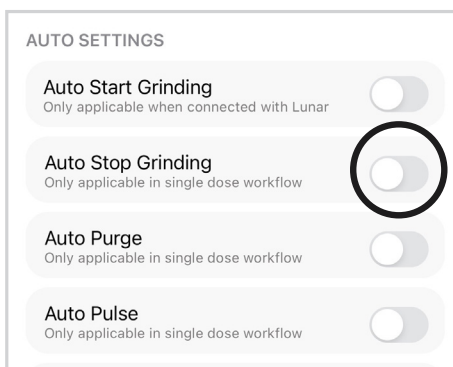 AUTO SETTINGS
Auto Start Grinding
Only applicable when connected with Lunar
Auto Stop Grinding
Only applicable in single dose workflow
Auto Purge
Only applicable in single dose workflow
Auto Pulse
Only applicable in single dose workflow